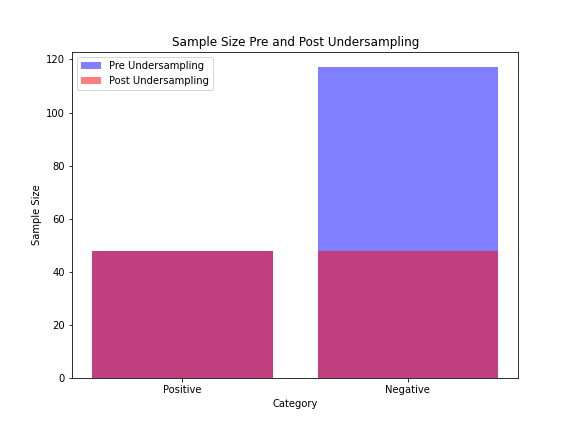 Sample Size Pre and Post Undersampling
Pre Undersampling
Post Undersampling
120
100
80
60
40
20
0
Sample Size
Positive
Negative
Category